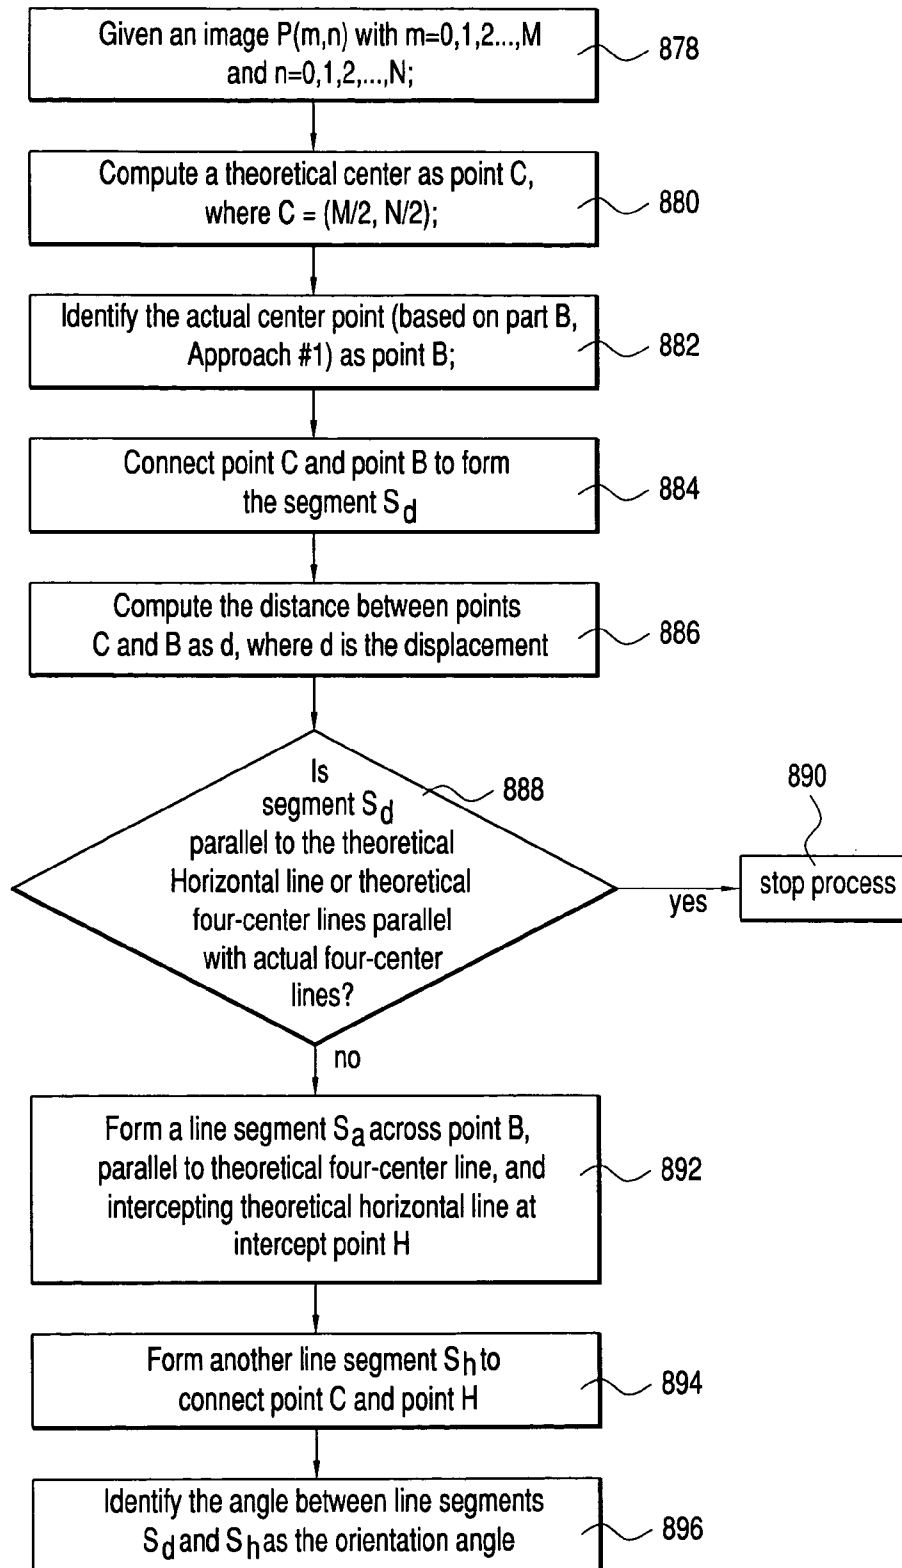 Given an image P(m,n) with m=0,1,2...,M
and n=0,1,2,...,N;
878
Compute a theoretical center as point C,
where C = (M/2, N/2);
880
Identify the actual center point (based on part B,
Approach #1) as point B;
882
Connect point C and point B to form
the segment Sd
884
Compute the distance between points
C and B as d, where d is the displacement
886
Is
segment Sd
parallel to the theoretical
Horizontal line or theoretical
four-center lines parallel
with actual four-center
lines?
888
yes
890
stop process
no
Form a line segment Sa across point B,
parallel to theoretical four-center line, and
intercepting theoretical horizontal line at
intercept point H
892
Form another line segment Sh to
connect point C and point H
894
Identify the angle between line segments
Sd and Sh as the orientation angle
896